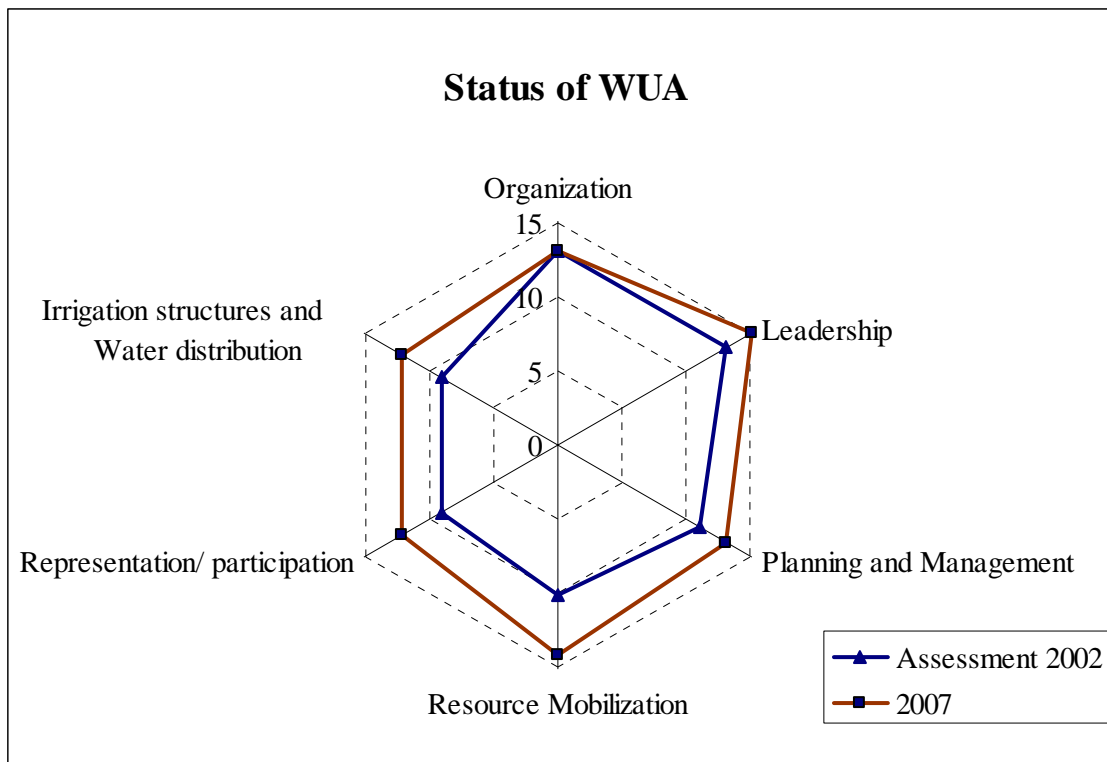 Status of WUA
Organization
15
10
5
0
Leadership
Planning and Management
Resource Mobilization
Representation/ participation
Irrigation structures and
Water distribution
Assessment 2002
2007